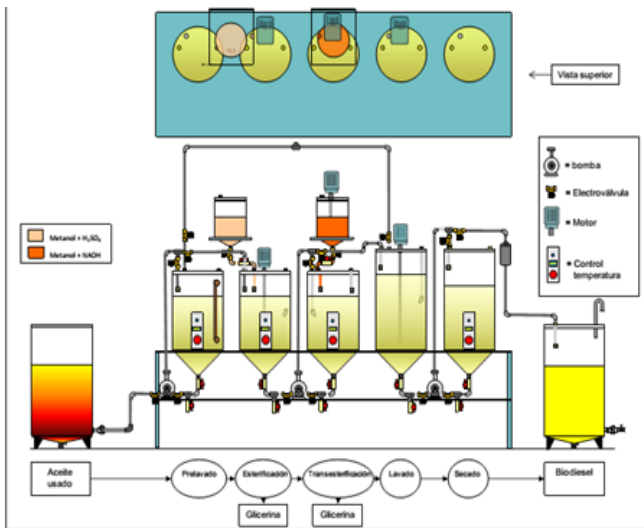 Vista superior
= bomba
= Electroválvula
= Motor
= Control
temperatura
Metanol + H₂SO₄
Metanol + NAOH
Aceite
usado
Prelavado
Esterificación
Transesterificación
Lavado
Secado
Biodiesel
Glicerina
Glicerina